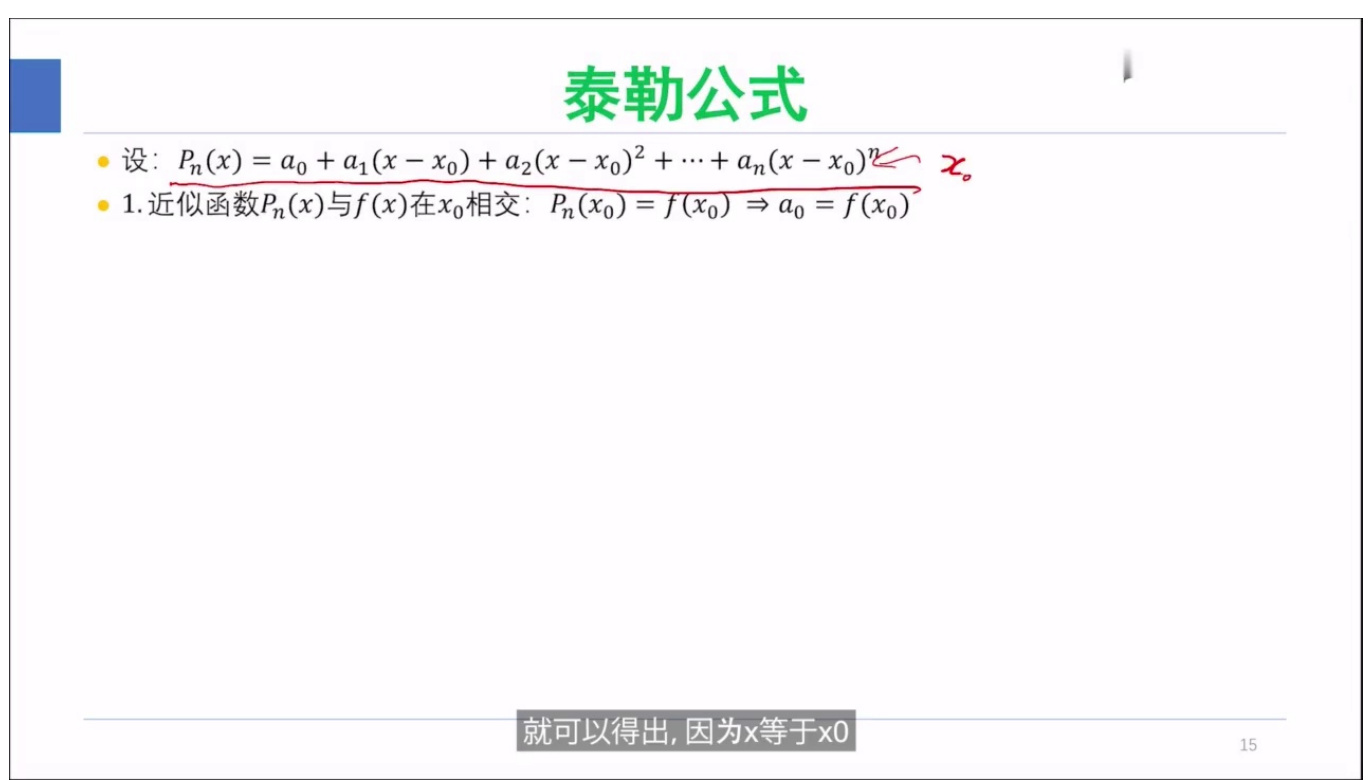 泰勒公式
设：$P_n(x) = a_0 + a_1(x - x_0) + a_2(x - x_0)^2 + \cdots + a_n(x - x_0)^n$ $x_0$
1. 近似函数$P_n(x)$与$f(x)$在$x_0$相交：$P_n(x_0) = f(x_0) \Rightarrow a_0 = f(x_0)$
就可以得出, 因为x等于x0
15